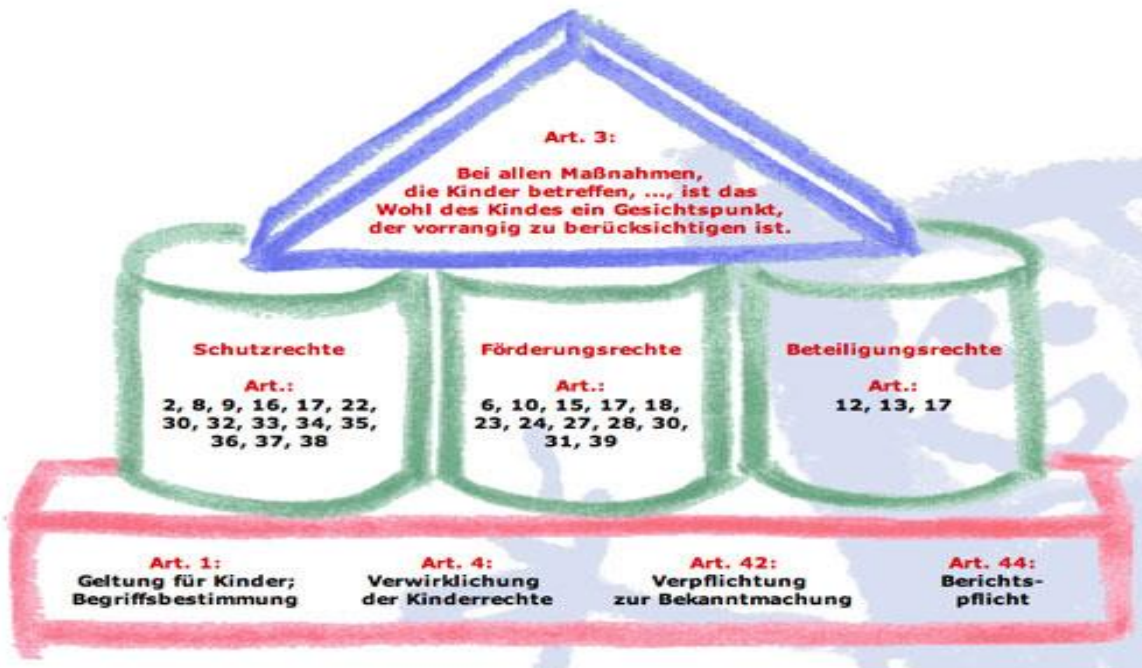 Art. 3:
Bei allen Maßnahmen,
die Kinder betreffen, ..., ist das
Wohl des Kindes ein Gesichtspunkt,
der vorrangig zu berücksichtigen ist.
Schutzrechte
Art.:
2, 8, 9, 16, 17, 22,
30, 32, 33, 34, 35,
36, 37, 38
Förderungsrechte
Art.:
6, 10, 15, 17, 18,
23, 24, 27, 28, 30,
31, 39
Beteiligungsrechte
Art.:
12, 13, 17
Art. 1:
Geltung für Kinder;
Begriffsbestimmung
Art. 4:
Verwirklichung
der Kinderrechte
Art. 42:
Verpflichtung
zur Bekanntmachung
Art. 44:
Berichts-
pflicht